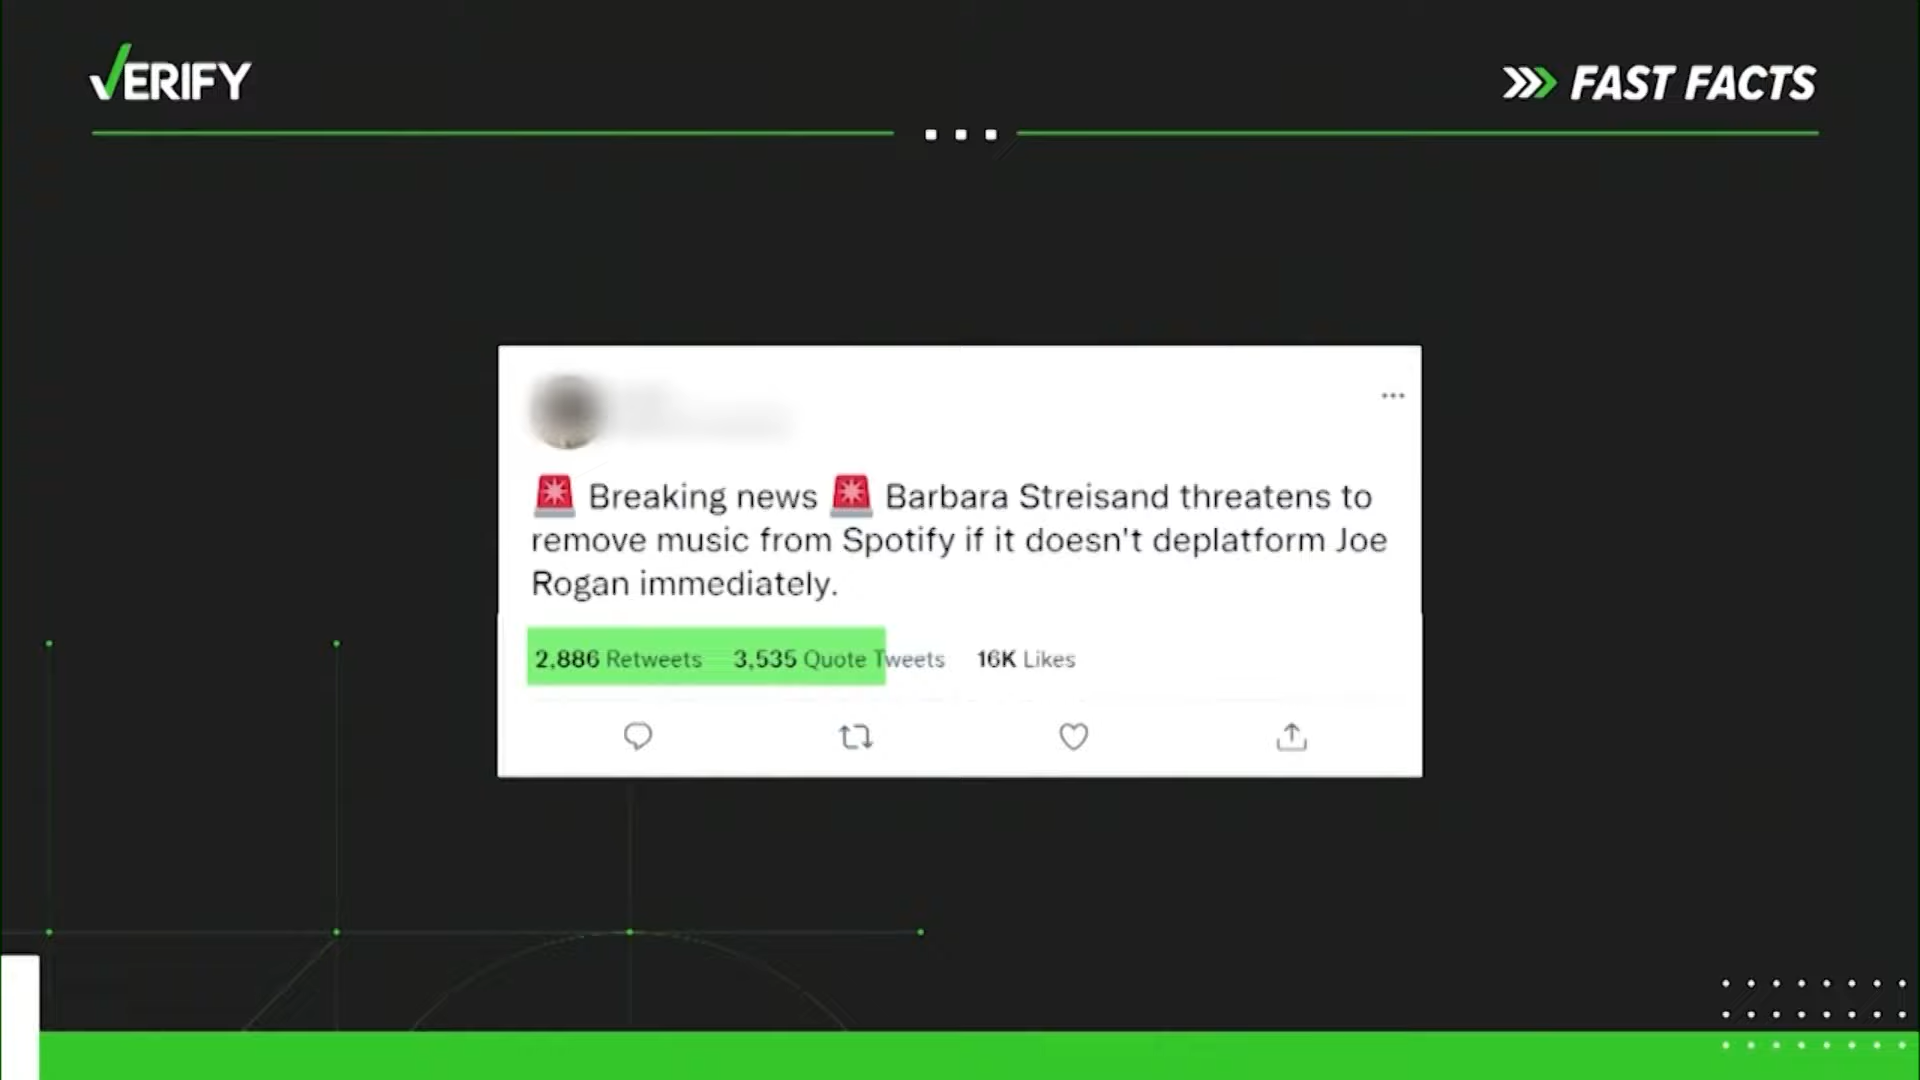 VERIFY
FAST FACTS
Breaking news Barbara Streisand threatens to
remove music from Spotify if it doesn't deplatform Joe
Rogan immediately.
2,886 Retweets 3,535 Quote Tweets 16K Likes